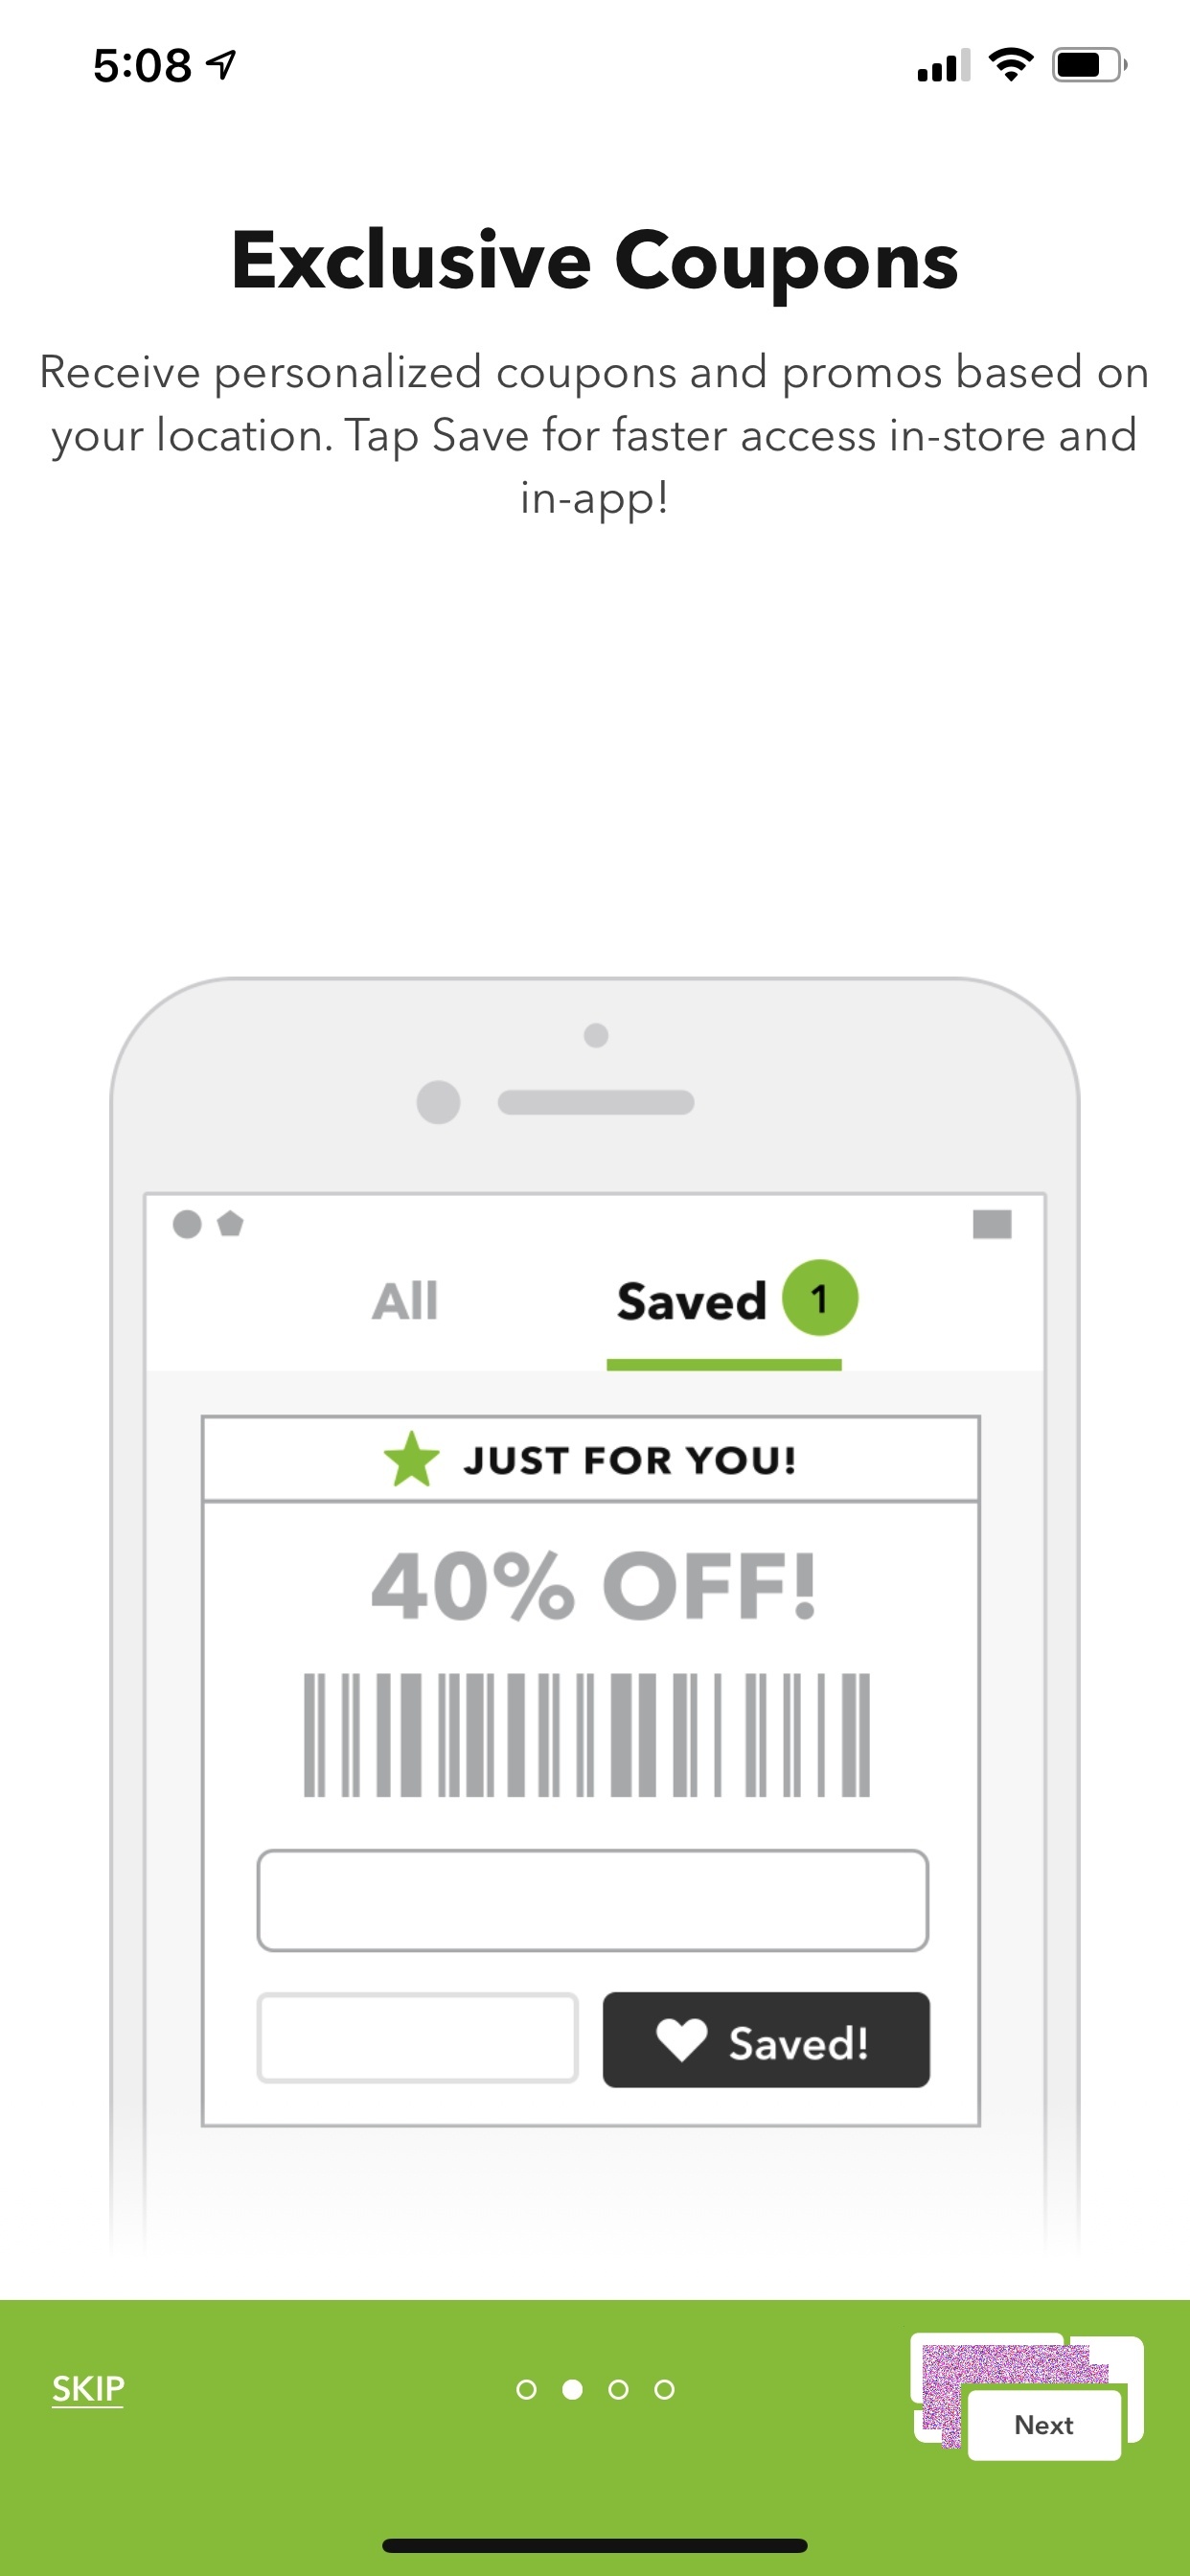 5:08
Exclusive Coupons
Receive personalized coupons and promos based on
your location. Tap Save for faster access in-store and
in-app!
All
Saved 1
JUST FOR YOU!
40% OFF!
Saved!
SKIP
Next